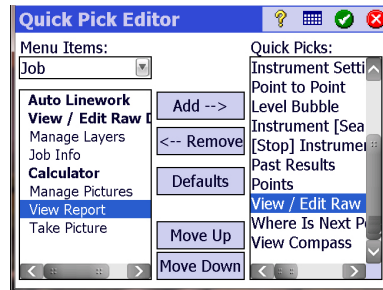 Quick Pick Editor
Menu Items:
Job
Auto Linework
View / Edit Raw
Manage Layers
Job Info
Calculator
Manage Pictures
View Report
Take Picture
Add -->
<-- Remove
Defaults
Move Up
Move Down
Quick Picks:
Instrument Setti
Point to Point
Level Bubble
Instrument [Sea
[Stop] Instrumer
Past Results
Points
View / Edit Raw
Where Is Next P
View Compass